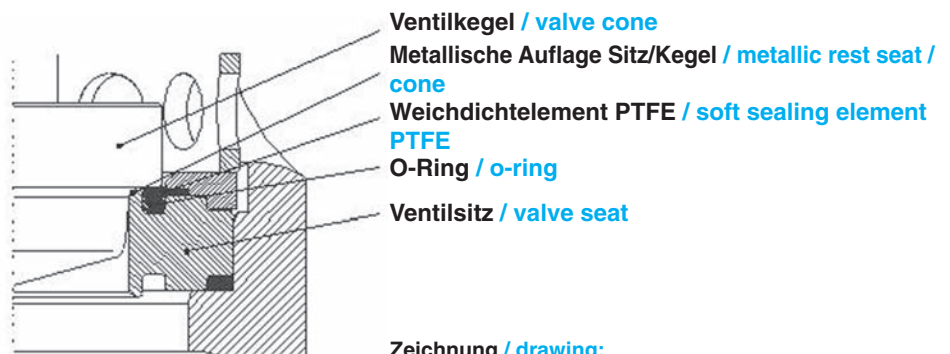 Ventilkegel / valve cone
Metallische Auflage Sitz/Kegel / metallic rest seat /
cone
Weichdichtelement PTFE / soft sealing element
PTFE
O-Ring / o-ring
Ventilsitz / valve seat
Zeichnung / drawing: